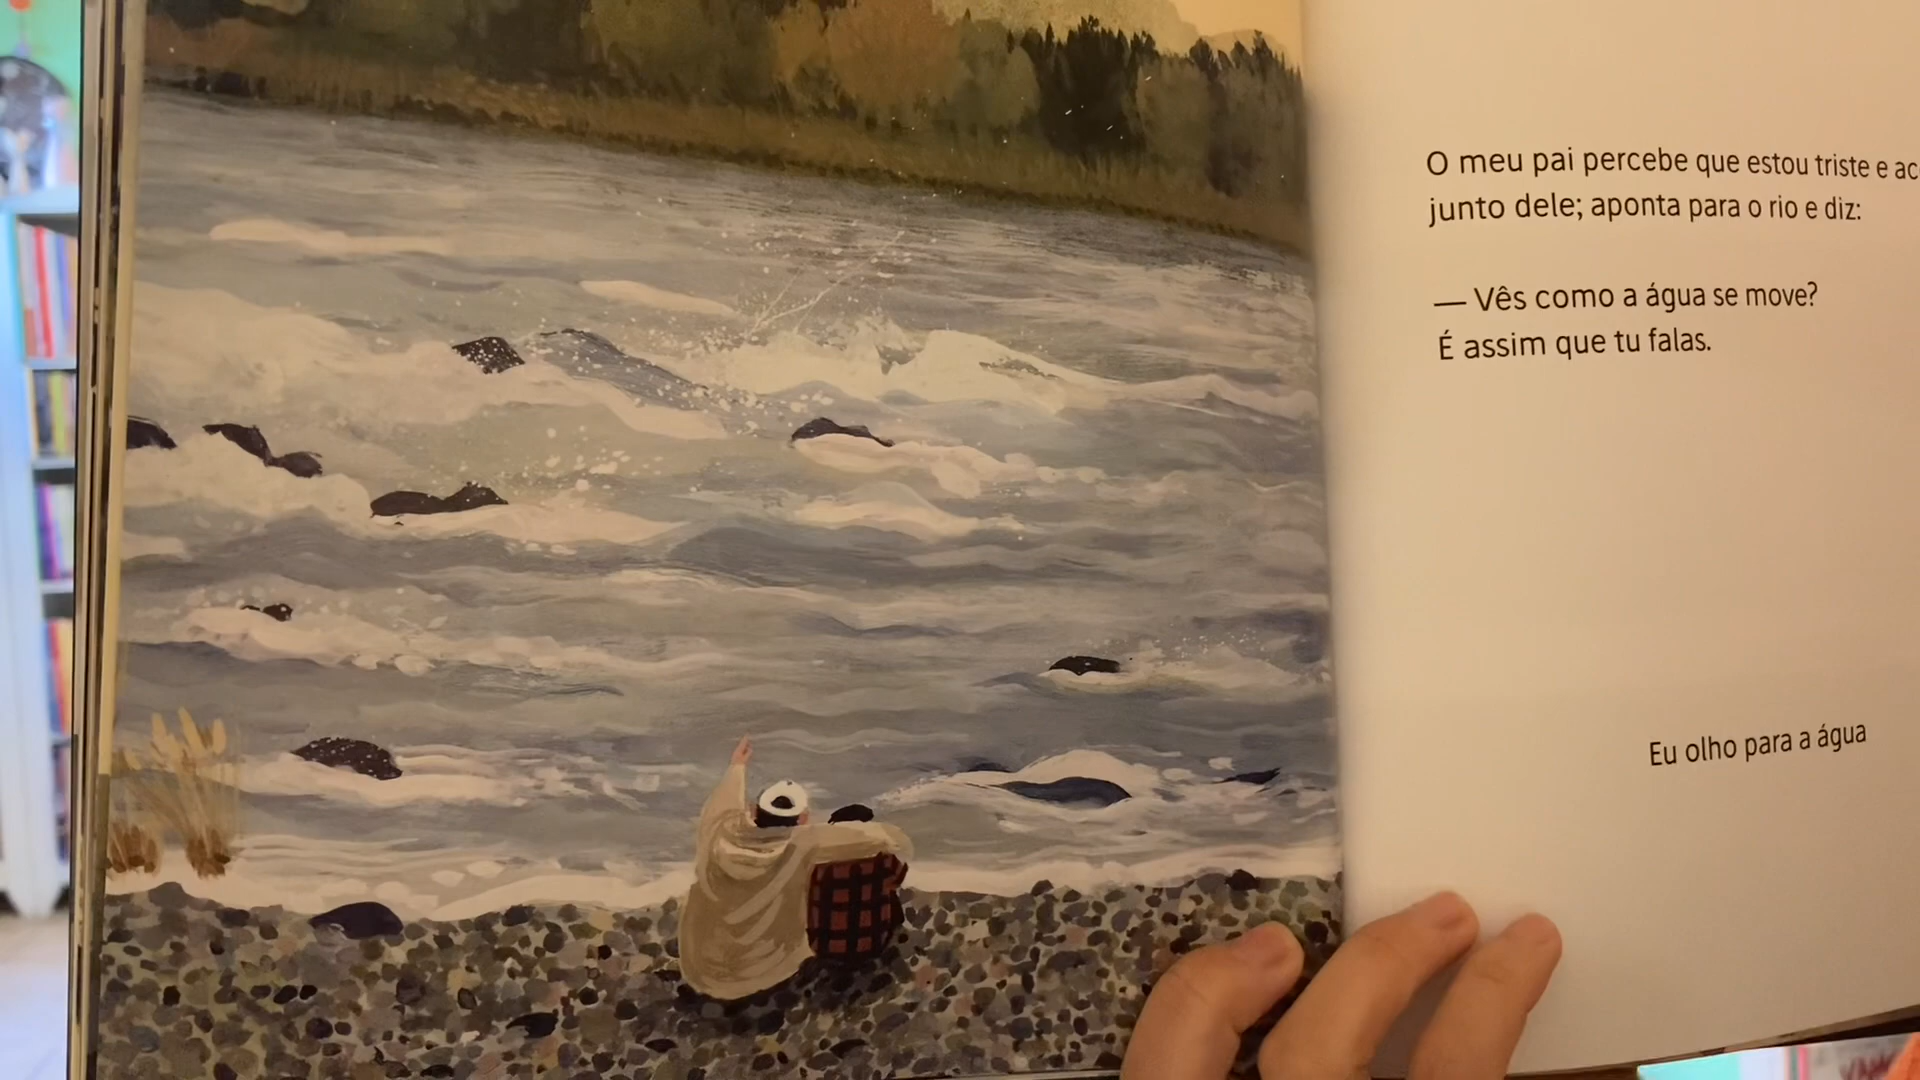 O meu pai percebe que estou triste e
junto dele; aponta para o rio e diz:
— Vês como a água se move?
É assim que tu falas.
Eu olho para a água